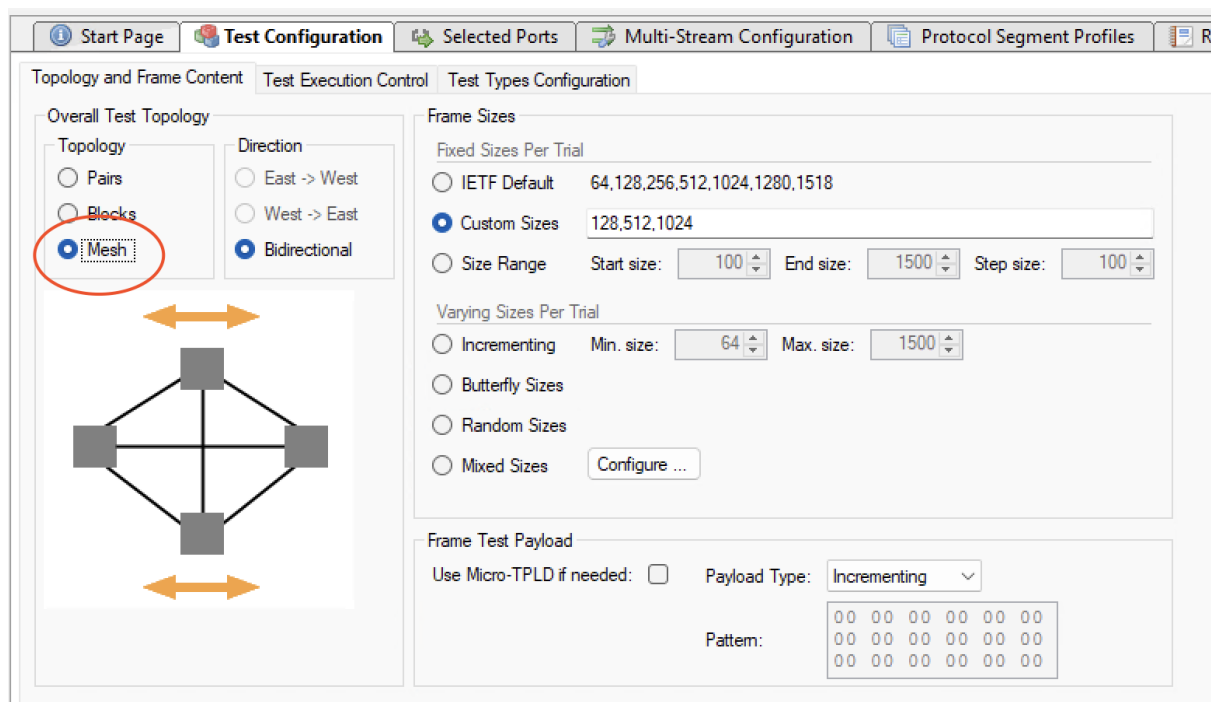 Start Page Test Configuration Selected Ports Multi-Stream Configuration Protocol Segment Profiles R
Topology and Frame Content Test Execution Control Test Types Configuration
Overall Test Topology
Topology
Pairs
Blocks
Mesh
Direction
East -> West
West -> East
Bidirectional
Frame Sizes
Fixed Sizes Per Trial
IETF Default 64,128,256,512,1024,1280,1518
Custom Sizes 128,512,1024
Size Range Start size: 100 End size: 1500 Step size: 100
Varying Sizes Per Trial
Incrementing Min. size: 64 Max. size: 1500
Butterfly Sizes
Random Sizes
Mixed Sizes Configure ...
Frame Test Payload
Use Micro-TPLD if needed: Payload Type: Incrementing
Pattern:
00 00 00 00 00 00
00 00 00 00 00 00
00 00 00 00 00 00